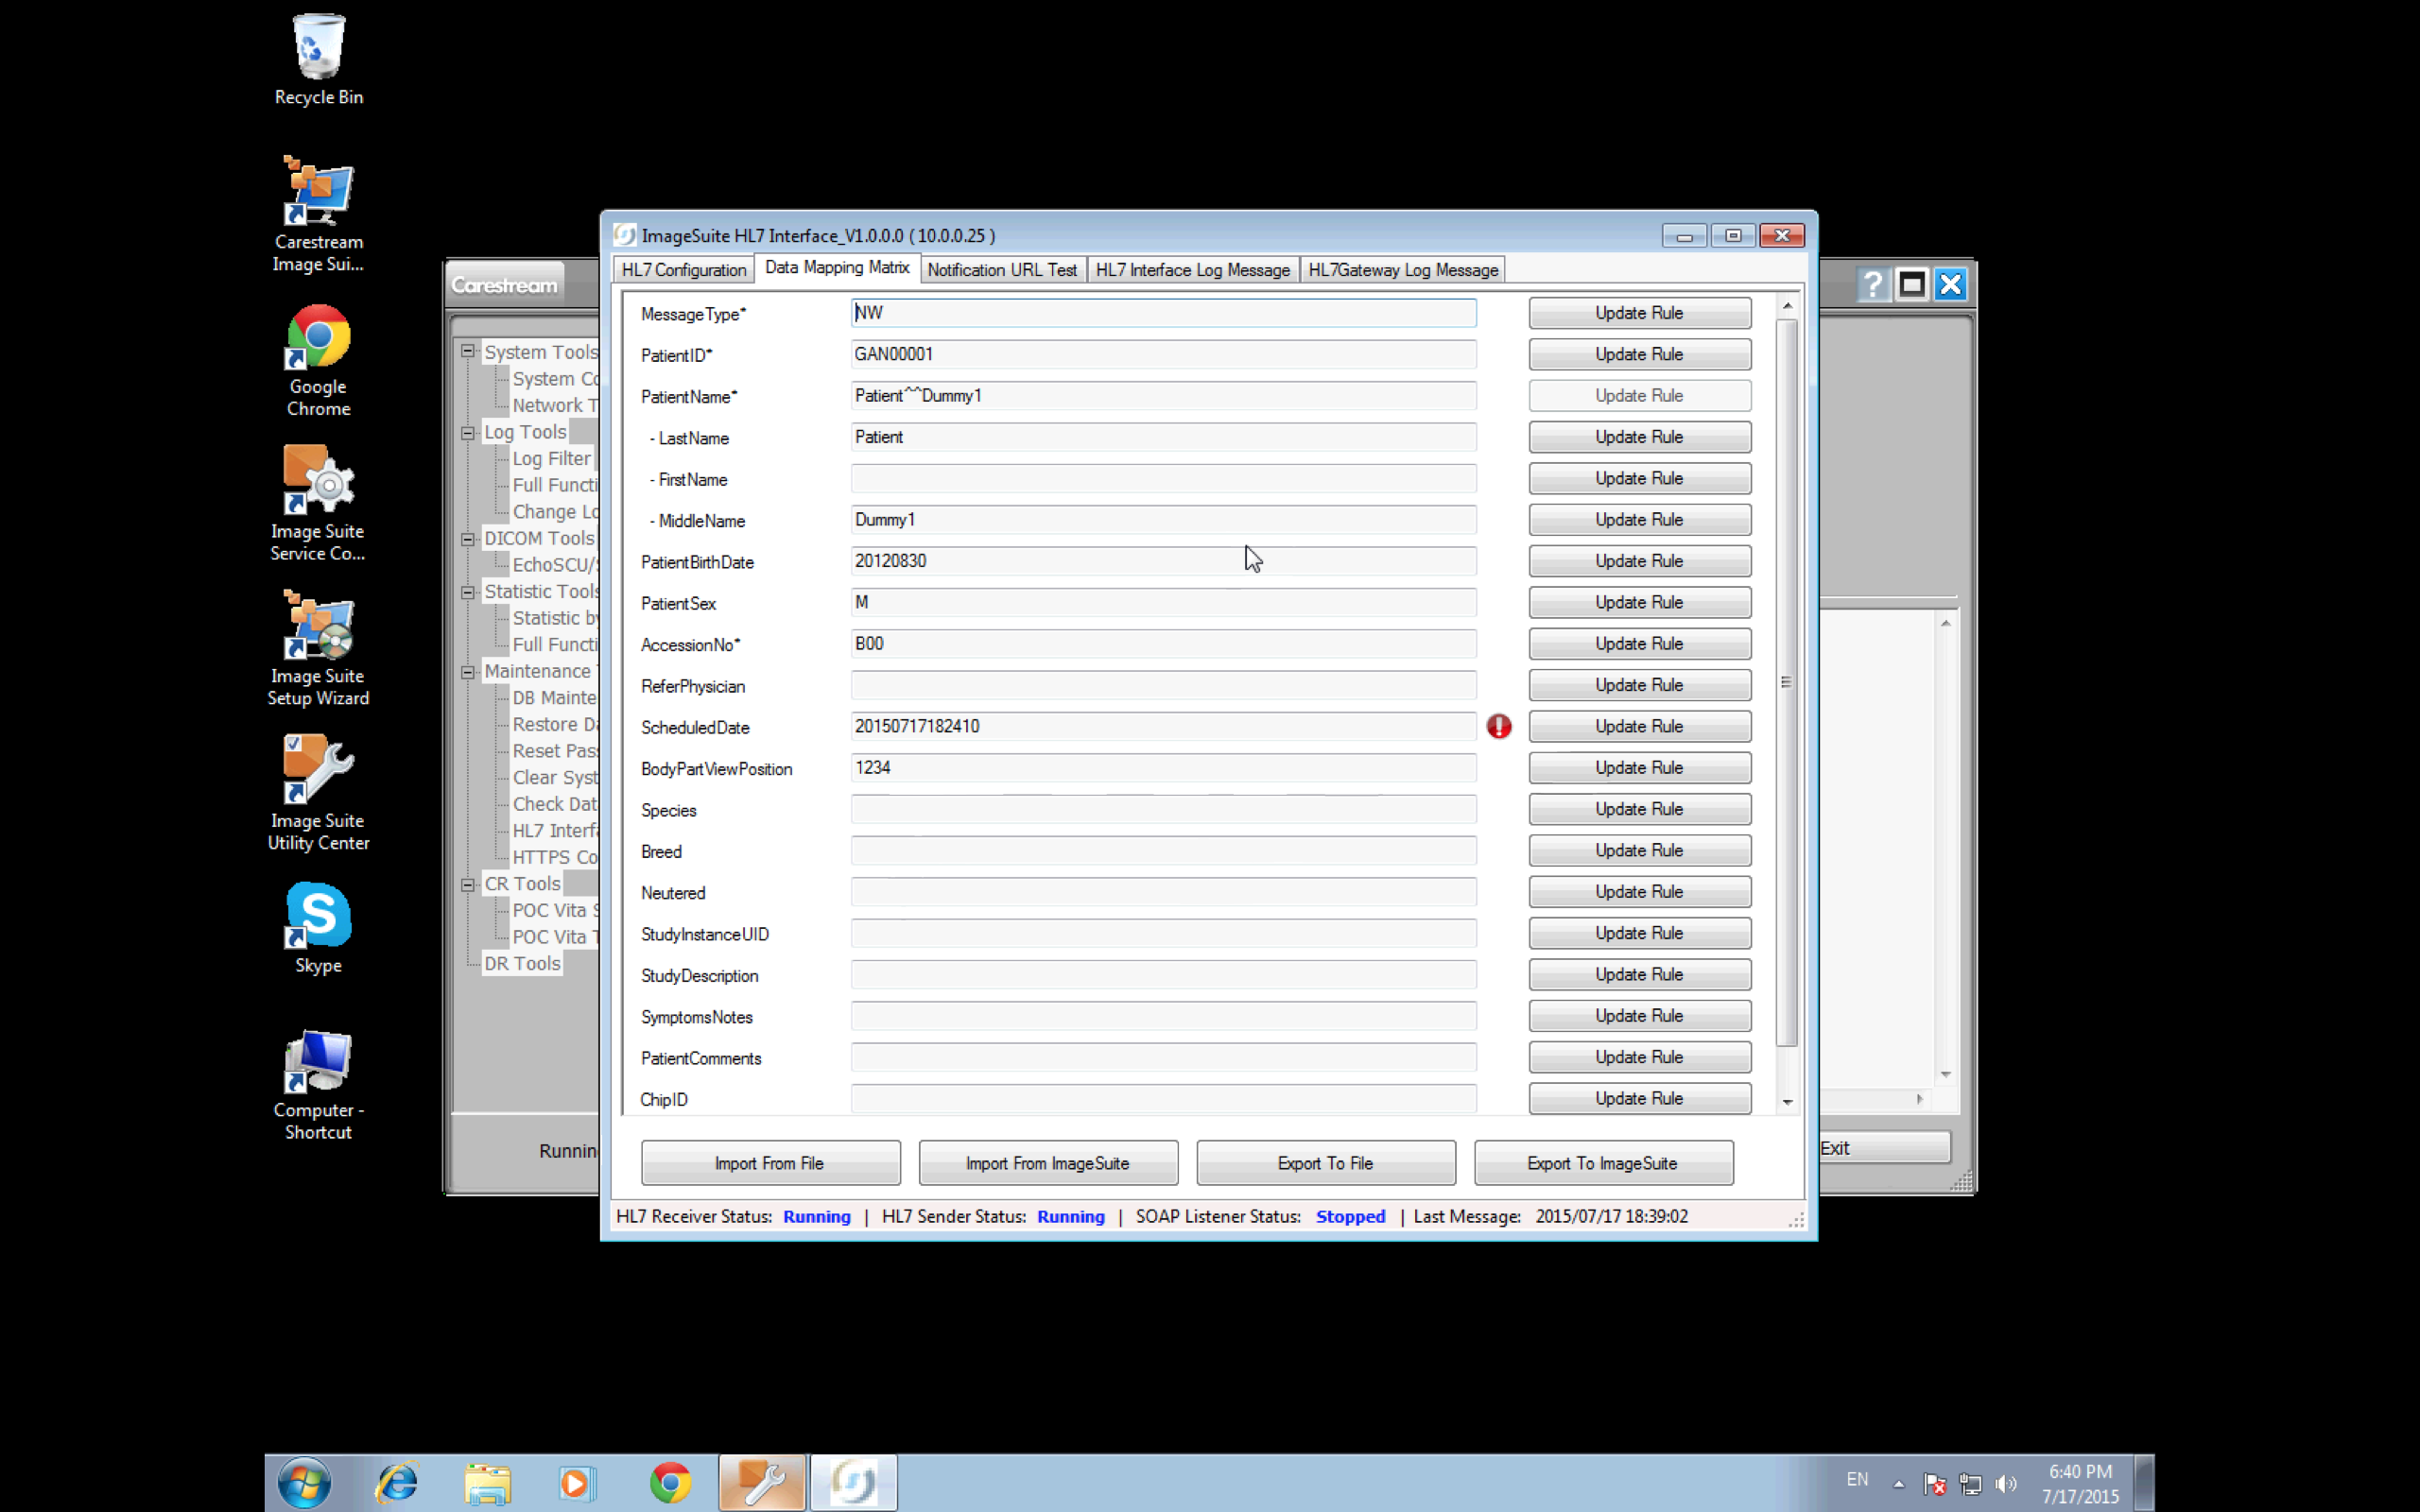 Recycle Bin
Carestream
Image Sui...
Google
Chrome
Image Suite
Service Co...
Image Suite
Setup Wizard
Image Suite
Utility Center
Skype
Computer -
Shortcut
Carestream
System Tools
System Co
Network T
Log Tools
Log Filter
Full Functi
Change Lo
DICOM Tools
EchoSCU/S
Statistic Tools
Statistic by
Full Functi
Maintenance
DB Mainte
Restore Da
Reset Pass
Clear Syst
Check Dat
HL7 Interfa
HTTPS Co
CR Tools
POC Vita S
POC Vita T
DR Tools
Runnin
Exit
ImageSuite HL7 Interface_V1.0.0.0 ( 10.0.0.25 )
HL7 Configuration Data Mapping Matrix Notification URL Test HL7 Interface Log Message HL7Gateway Log Message
MessageType* NW Update Rule
PatientID* GAN00001 Update Rule
PatientName* Patient^^Dummy1 Update Rule
- LastName Patient Update Rule
- FirstName Update Rule
- MiddleName Dummy1 Update Rule
PatientBirthDate 20120830 Update Rule
PatientSex M Update Rule
AccessionNo* B00 Update Rule
ReferPhysician Update Rule
ScheduledDate 20150717182410 Update Rule
BodyPartViewPosition 1234 Update Rule
Species Update Rule
Breed Update Rule
Neutered Update Rule
StudyInstanceUID Update Rule
StudyDescription Update Rule
SymptomsNotes Update Rule
PatientComments Update Rule
ChipID Update Rule
Import From File Import From ImageSuite Export To File Export To ImageSuite
HL7 Receiver Status: Running | HL7 Sender Status: Running | SOAP Listener Status: Stopped | Last Message: 2015/07/17 18:39:02
EN
6:40 PM
7/17/2015